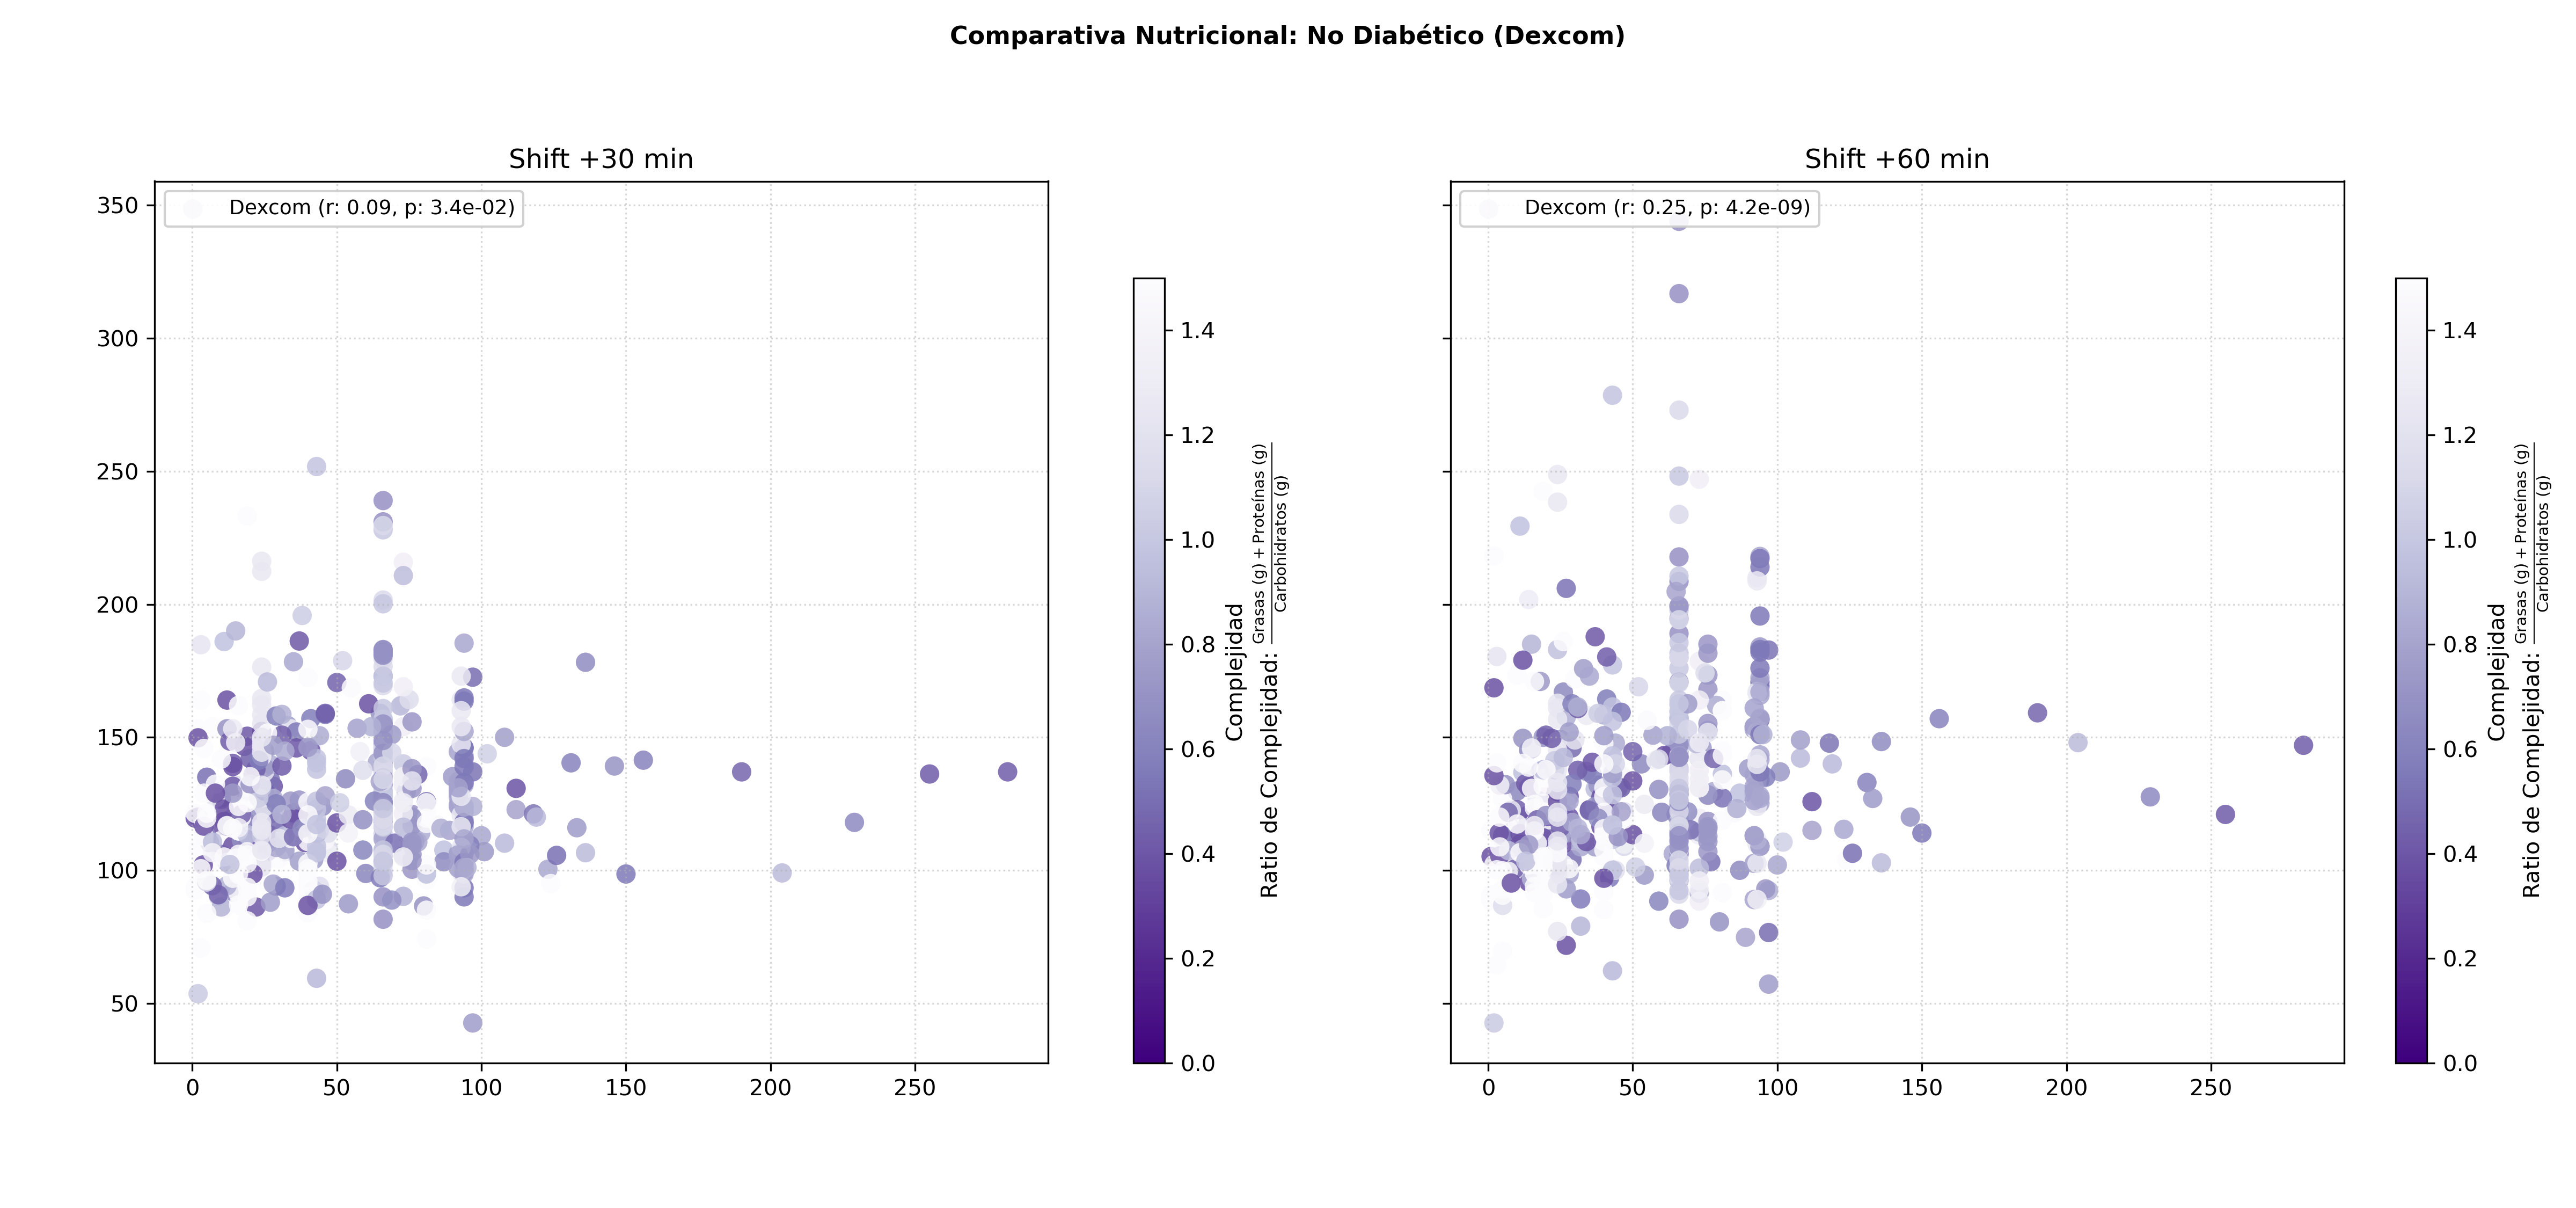 Comparativa Nutricional: No Diabético (Dexcom)
Shift +30 min
Dexcom (r: 0.09, p: 3.4e-02)
350
300
250
200
150
100
50
0 50 100 150 200 250
1.4
1.2
1.0
0.8
0.6
0.4
0.2
0.0
Complejidad
Ratio de Complejidad: Grasas (g) + Proteínas (g)
Carbohidratos (g)
Shift +60 min
Dexcom (r: 0.25, p: 4.2e-09)
0 50 100 150 200 250
1.4
1.2
1.0
0.8
0.6
0.4
0.2
0.0
Complejidad
Ratio de Complejidad: Grasas (g) + Proteínas (g)
Carbohidratos (g)